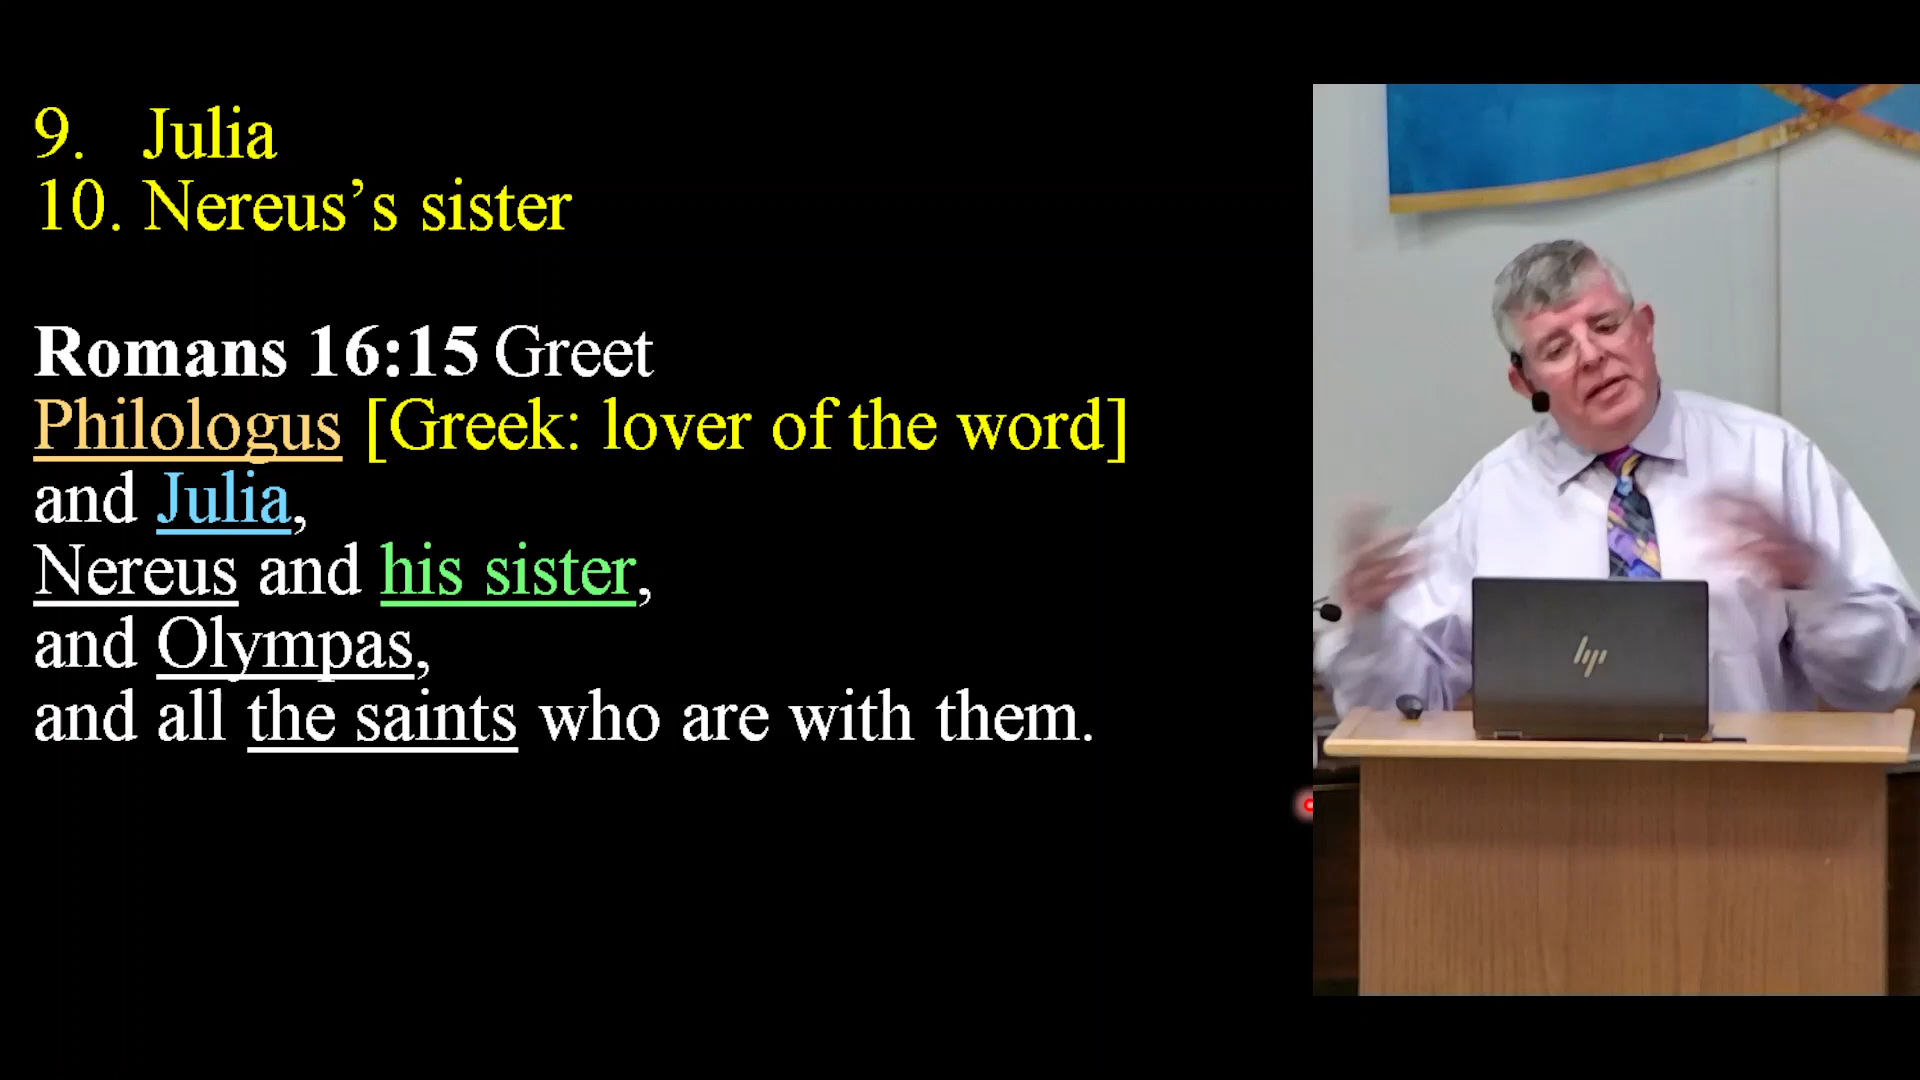 9. Julia
10. Nereus’s sister
Romans 16:15 Greet
Philologus [Greek: lover of the word]
and Julia,
Nereus and his sister,
and Olympas,
and all the saints who are with them.
hp